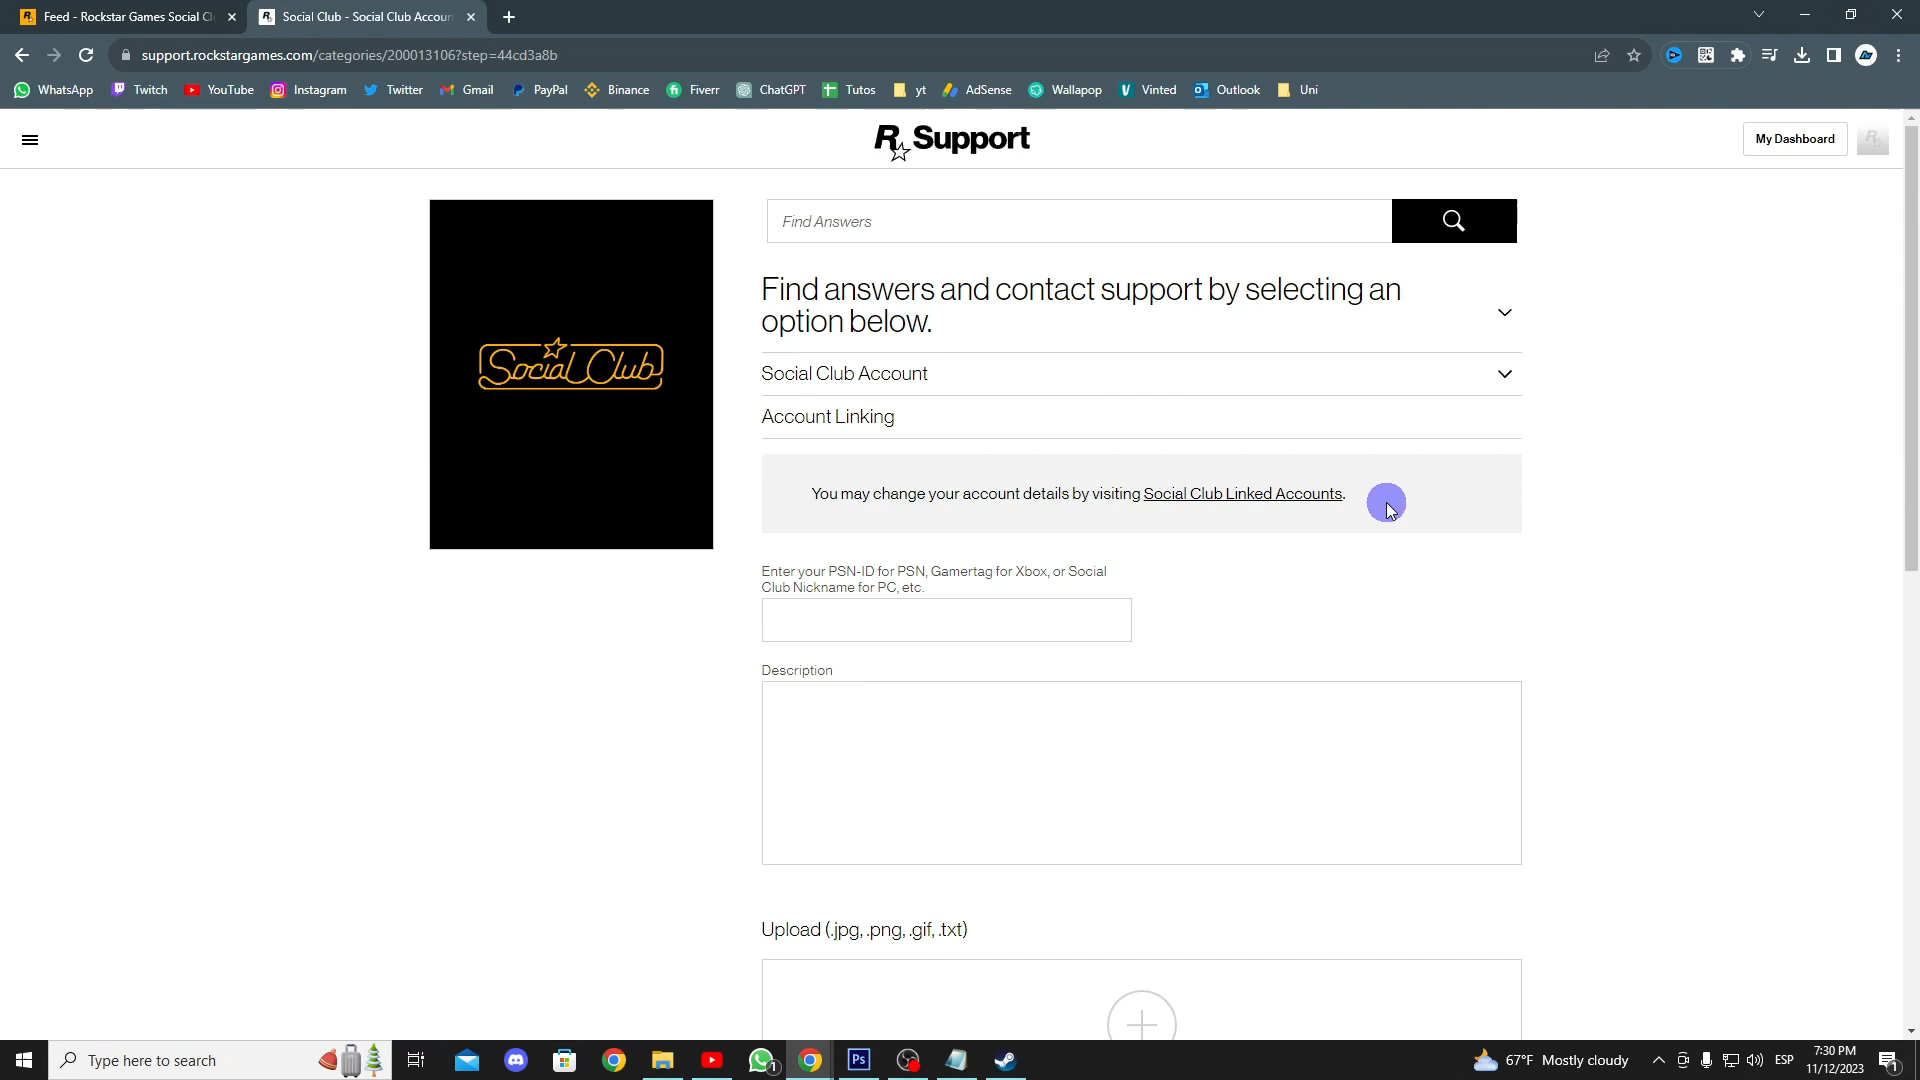 Feed - Rockstar Games Social Cl
Social Club - Social Club Accoun
support.rockstargames.com/categories/200013106?step=44cd3a8b
WhatsApp
Twitch
YouTube
Instagram
Twitter
Gmail
PayPal
Binance
Fiverr
ChatGPT
Tutos
yt
AdSense
Wallapop
Vinted
Outlook
Uni
R Support
My Dashboard
Find Answers
Find answers and contact support by selecting an
option below.
Social Club
Social Club Account
Account Linking
You may change your account details by visiting Social Club Linked Accounts.
Enter your PSN-ID for PSN, Gamertag for Xbox, or Social
Club Nickname for PC, etc.
Description
Upload (.jpg, .png, .gif, .txt)
Type here to search
Ps
1
67°F Mostly cloudy
ESP
7:30 PM
11/12/2023
1